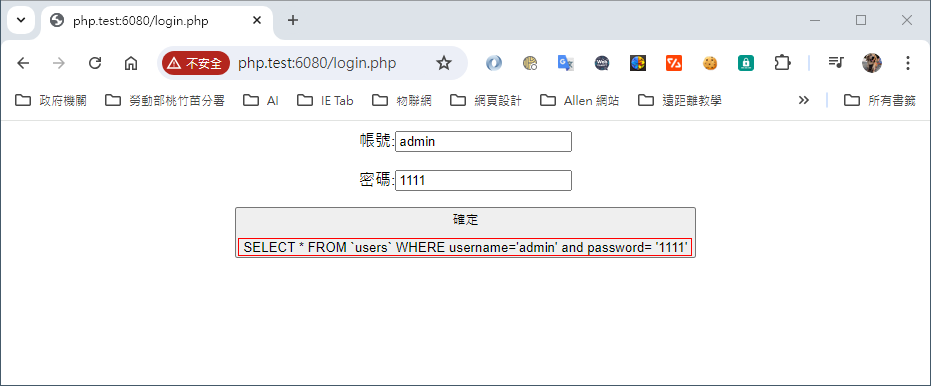 php.test:6080/login.php
不安全 php.test:6080/login.php
政府機關 勞動部桃竹苗分署 AI IE Tab 物聯網 網頁設計 Allen 網站 遠距離教學 所有書籤
帳號:admin
密碼:1111
確定
SELECT * FROM `users` WHERE username='admin' and password= '1111'